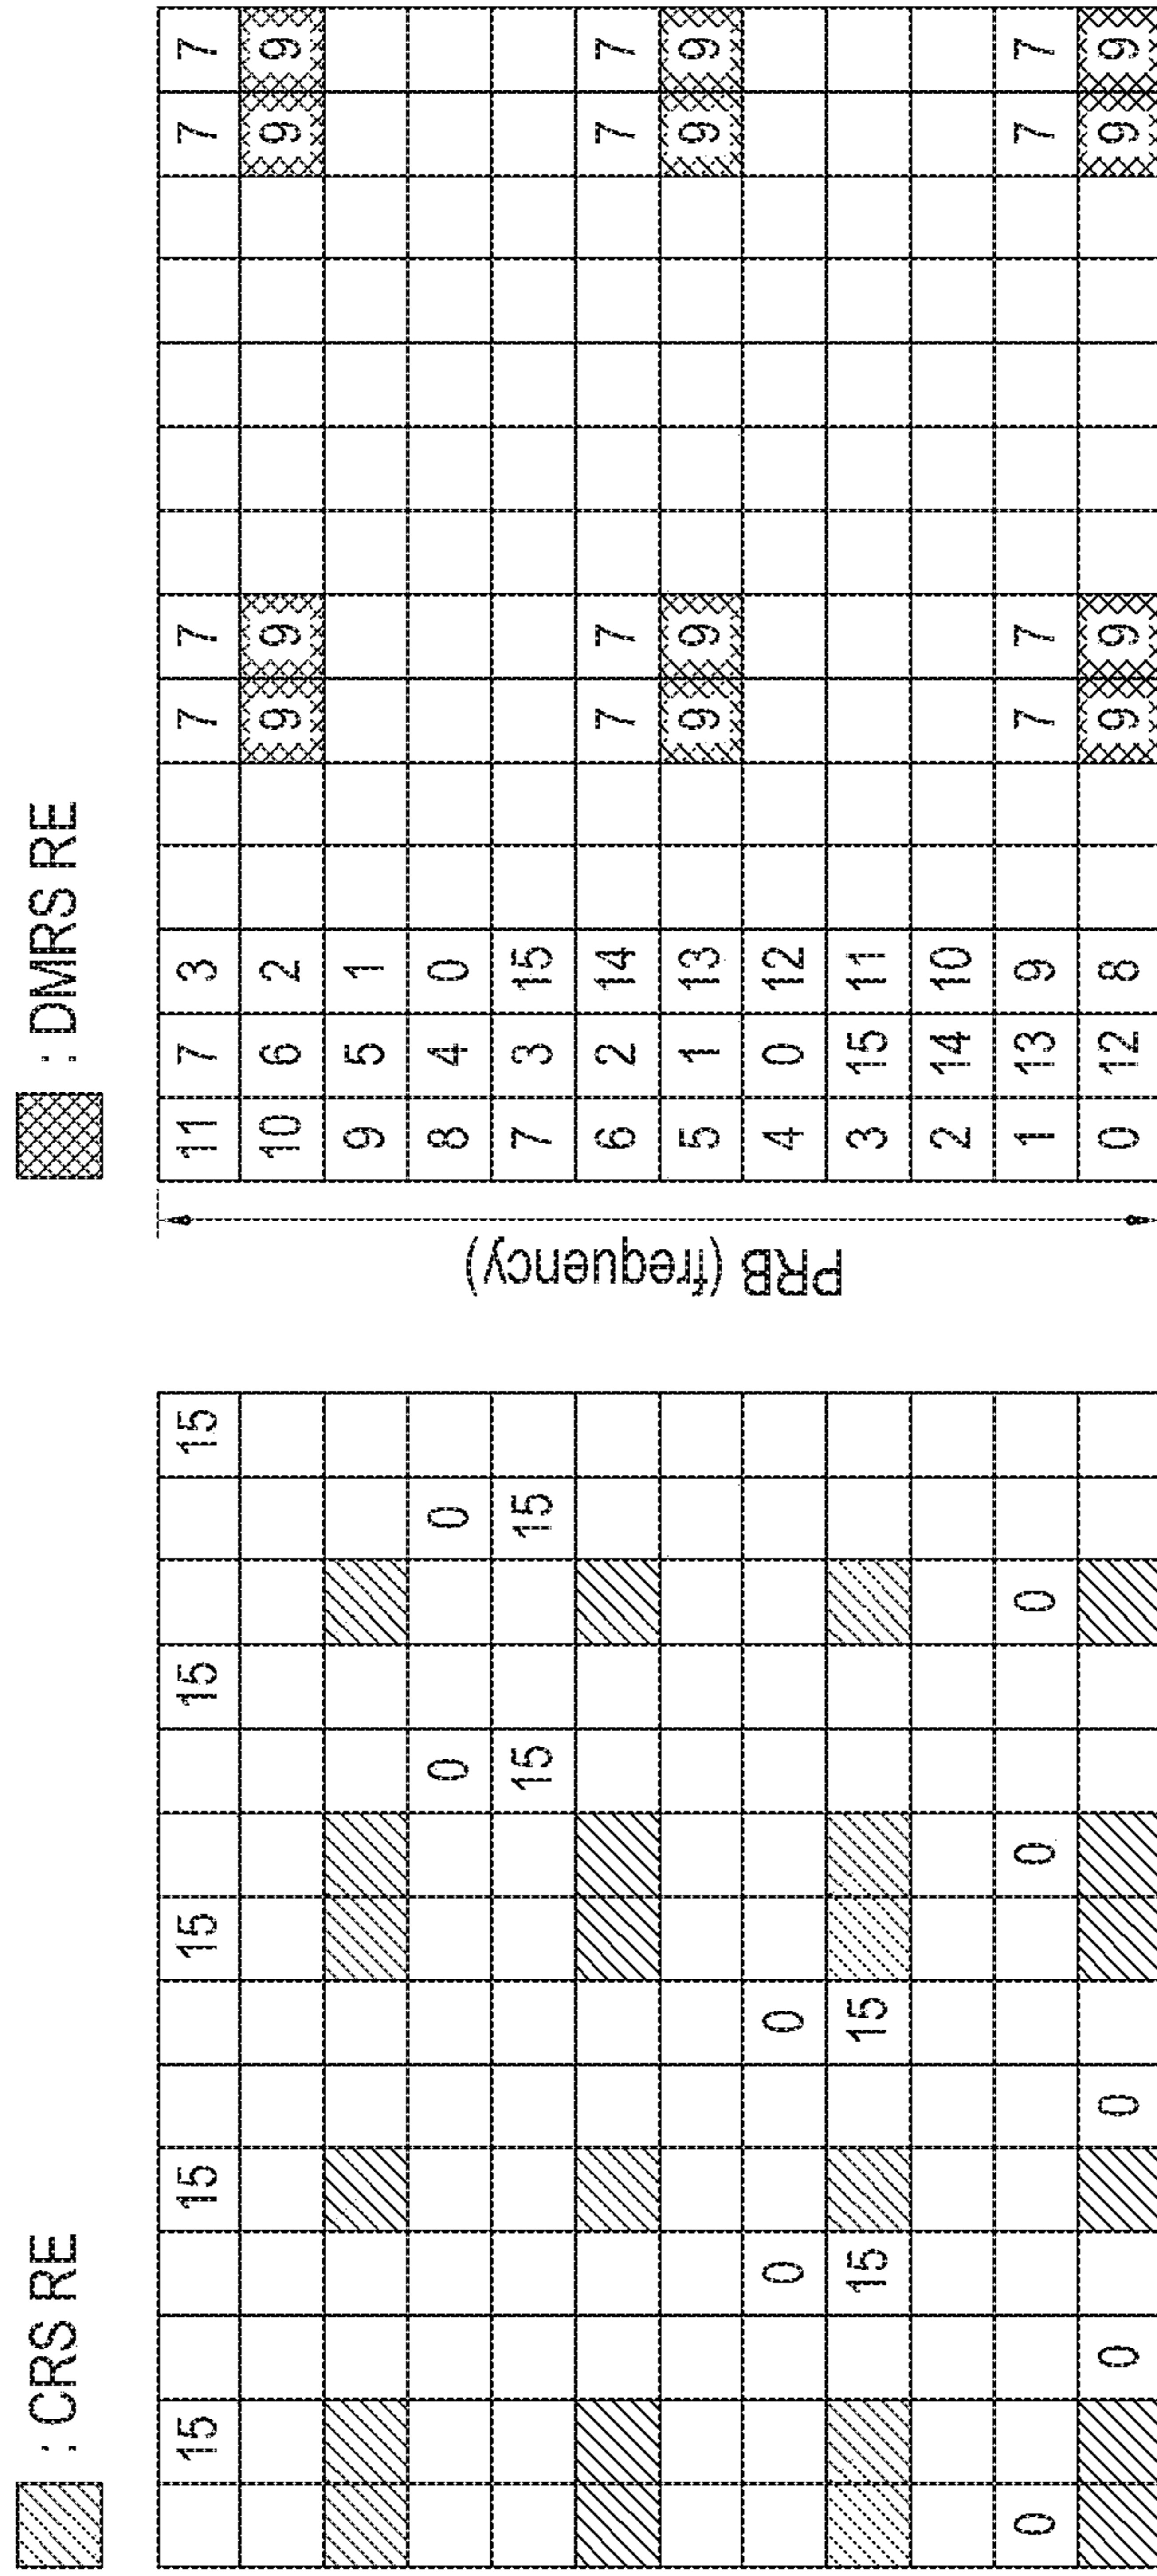 : CRS RE
15 15 15 15 15
0 0
15 15
0 0
15 15
0 0 0
0 0
PRB (frequency)
: DMRS RE
11 7 3 7 7 7 7
10 6 2 9 9 9 9
9 5 1
8 4 0
7 3 15
6 2 14 7 7 7 7
5 1 13 9 9 9 9
4 0 12
3 15 11
2 14 10
1 13 9 7 7 7 7
0 12 8 9 9 9 9